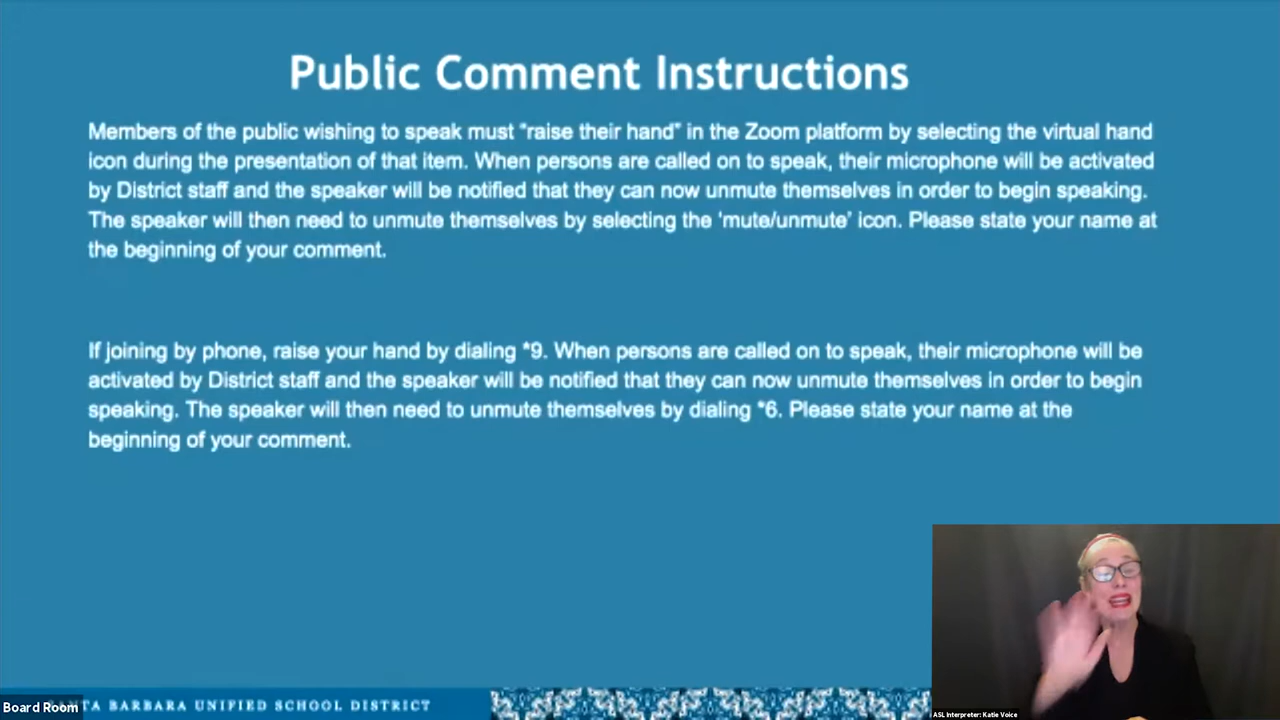 Public Comment Instructions
Members of the public wishing to speak must “raise their hand” in the Zoom platform by selecting the virtual hand
icon during the presentation of that item. When persons are called on to speak, their microphone will be activated
by District staff and the speaker will be notified that they can now unmute themselves in order to begin speaking.
The speaker will then need to unmute themselves by selecting the ‘mute/unmute’ icon. Please state your name at
the beginning of your comment.
If joining by phone, raise your hand by dialing *9. When persons are called on to speak, their microphone will be
activated by District staff and the speaker will be notified that they can now unmute themselves in order to begin
speaking. The speaker will then need to unmute themselves by dialing *6. Please state your name at the
beginning of your comment.
Board Room
TA BARBARA UNIFIED SCHOOL DISTRICT
ASL Interpreter: Katie Voice